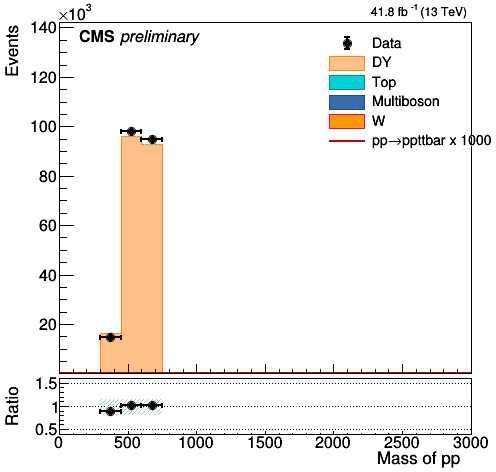 ×10³
41.8 fb⁻¹ (13 TeV)
Events
CMS preliminary
Data
DY
Top
Multiboson
W
pp→ppttbar x 1000
140
120
100
80
60
40
20
Ratio
1.5
1
0.5
0 500 1000 1500 2000 2500 3000
Mass of pp